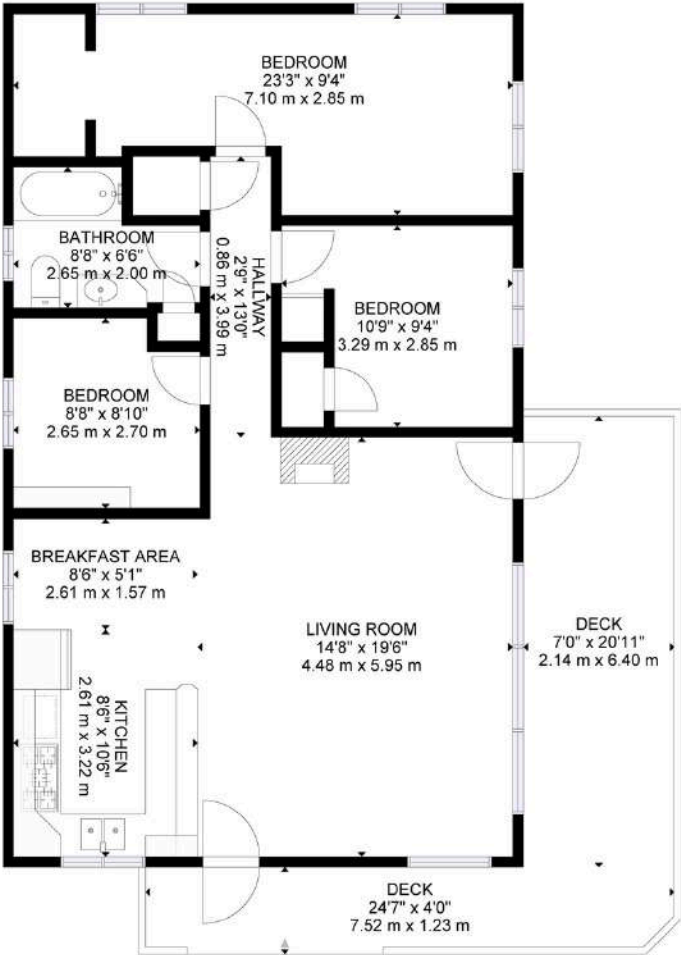 BEDROOM
23'3" x 9'4"
7.10 m x 2.85 m
BATHROOM
8'8" x 6'6"
2.65 m x 2.00 m
HALLWAY
2'9" x 13'0"
0.86 m x 3.99 m
BEDROOM
10'9" x 9'4"
3.29 m x 2.85 m
BEDROOM
8'8" x 8'10"
2.65 m x 2.70 m
BREAKFAST AREA
8'6" x 5'1"
2.61 m x 1.57 m
LIVING ROOM
14'8" x 19'6"
4.48 m x 5.95 m
DECK
7'0" x 20'11"
2.14 m x 6.40 m
KITCHEN
8'6" x 10'6"
2.61 m x 3.22 m
DECK
24'7" x 4'0"
7.52 m x 1.23 m